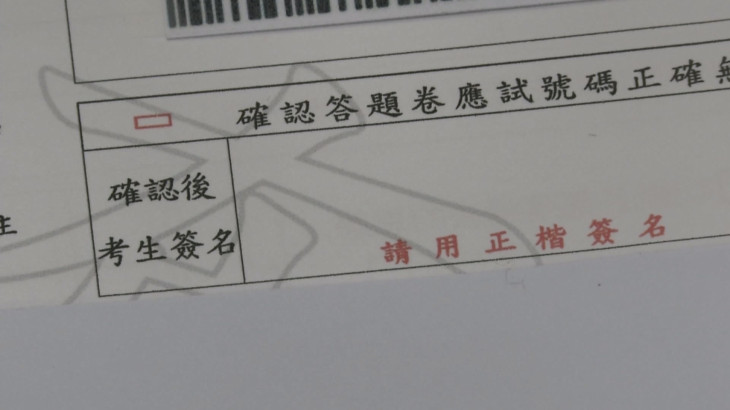 確認答題卷應試號碼正確無
確認後
考生簽名
請用正楷簽名